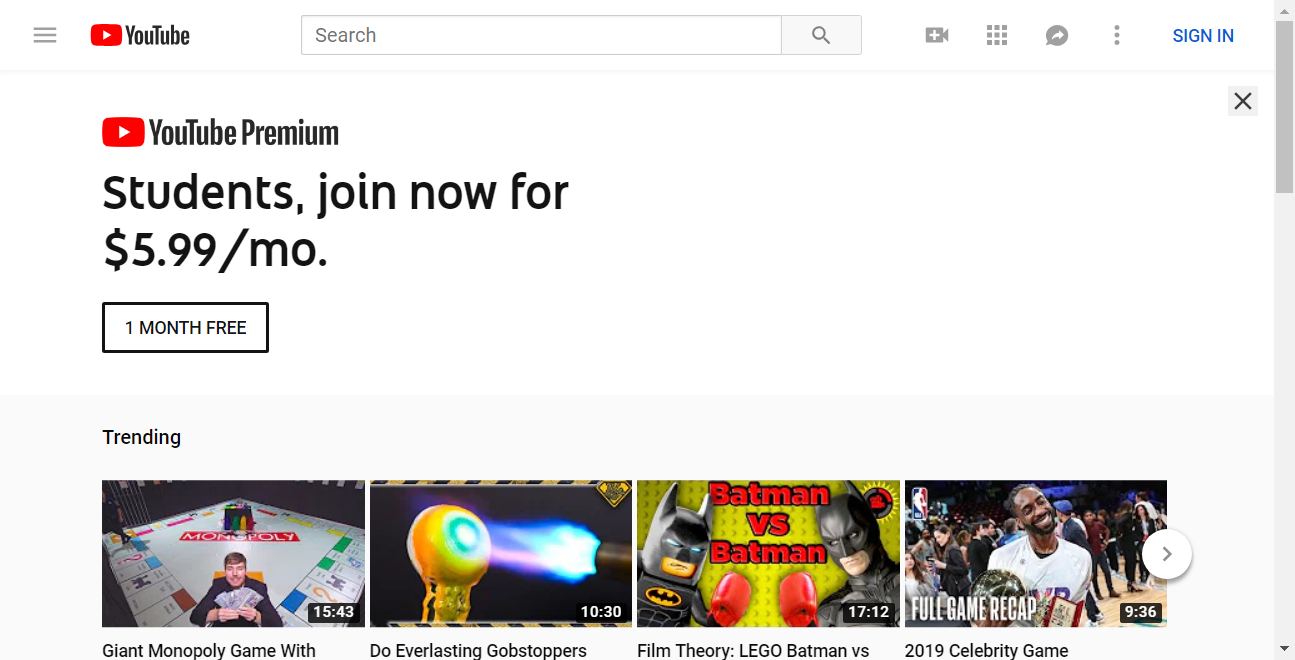 YouTube
Search
SIGN IN
YouTube Premium
Students, join now for
$5.99/mo.
1 MONTH FREE
Trending
MONOPOLY
15:43
10:30
Batman
vs
Batman
17:12
NBA
FULL GAME RECAP
9:36
Giant Monopoly Game With
Do Everlasting Gobstoppers
Film Theory: LEGO Batman vs
2019 Celebrity Game